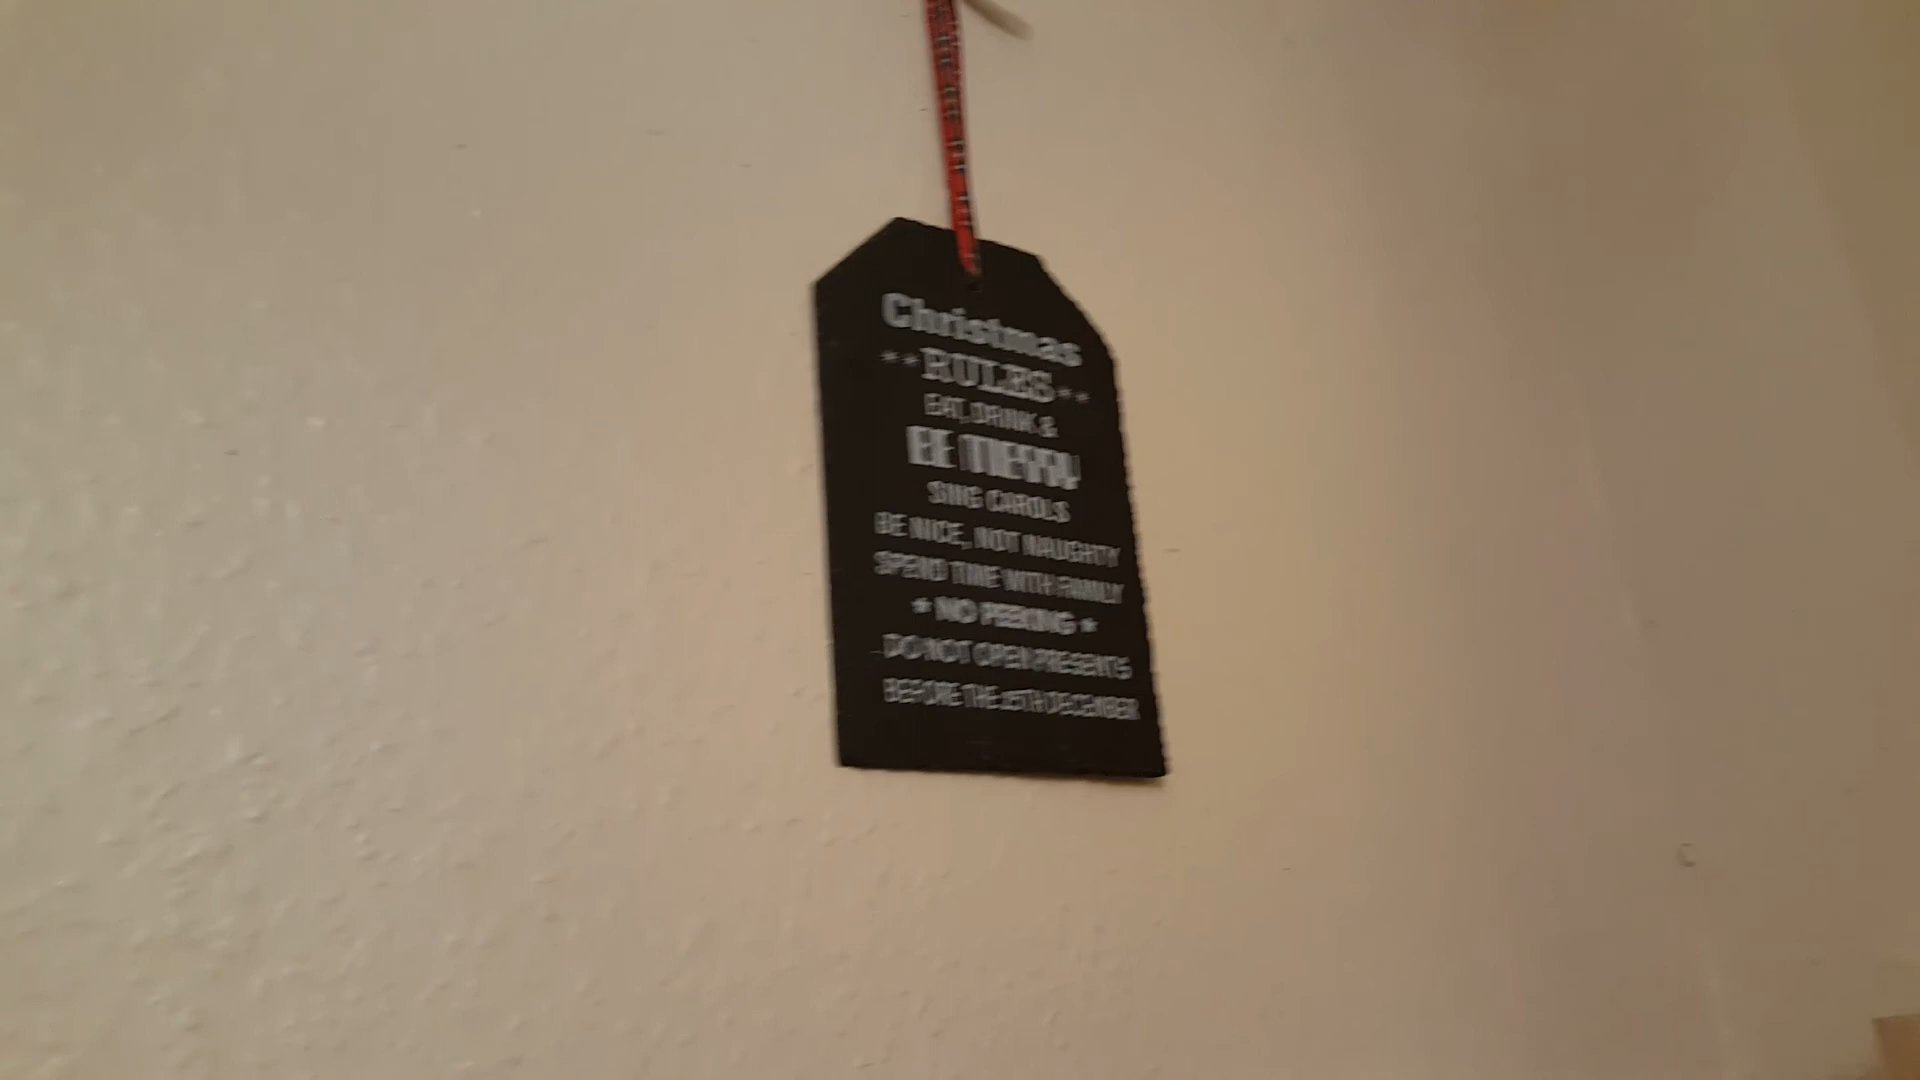 Christmas
**RULES**
EAT, DRINK &
BE MERRY
SING CAROLS
BE NICE, NOT NAUGHTY
SPEND TIME WITH FAMILY
* NO PEEKING *
DO NOT OPEN PRESENTS
BEFORE THE 25TH DECEMBER